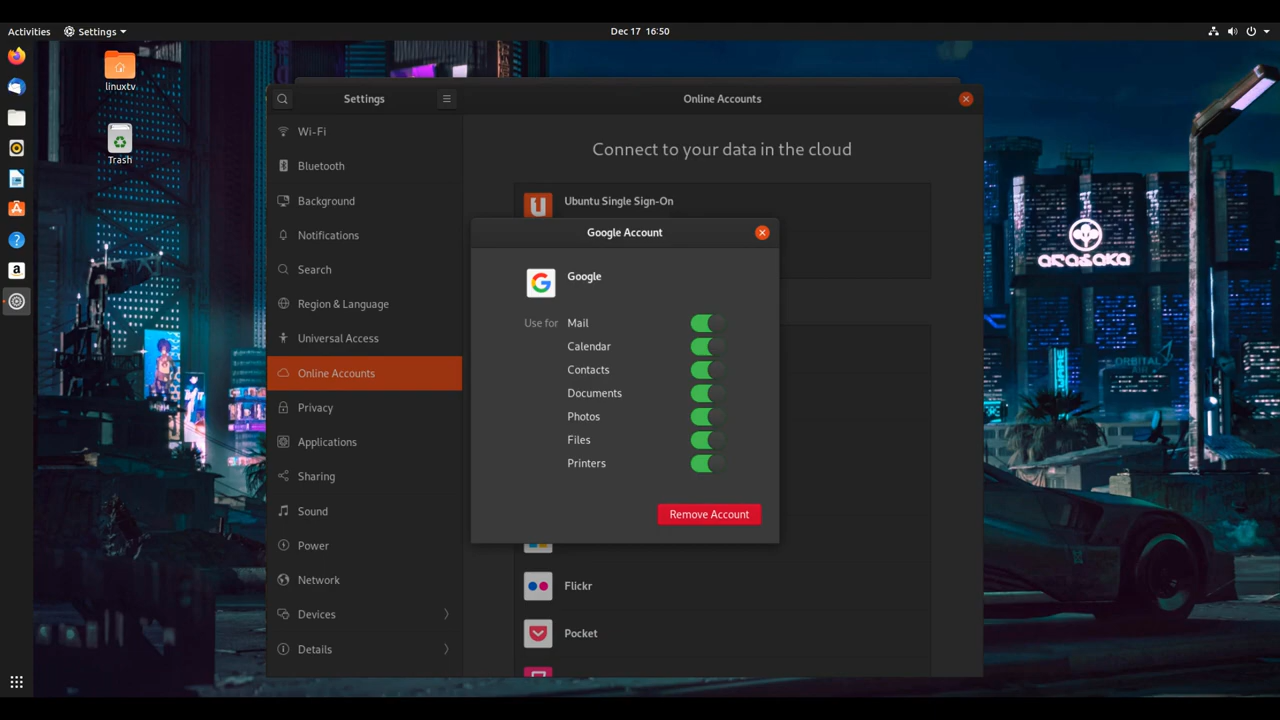 Activities
Settings
Dec 17 16:50
linuxtv
Trash
Settings
Online Accounts
Wi-Fi
Bluetooth
Background
Notifications
Search
Region & Language
Universal Access
Online Accounts
Privacy
Applications
Sharing
Sound
Power
Network
Devices
Details
Connect to your data in the cloud
Ubuntu Single Sign-On
Google Account
Google
Use for Mail
Calendar
Contacts
Documents
Photos
Files
Printers
Remove Account
Flickr
Pocket
ARASAKA
ORBITAL